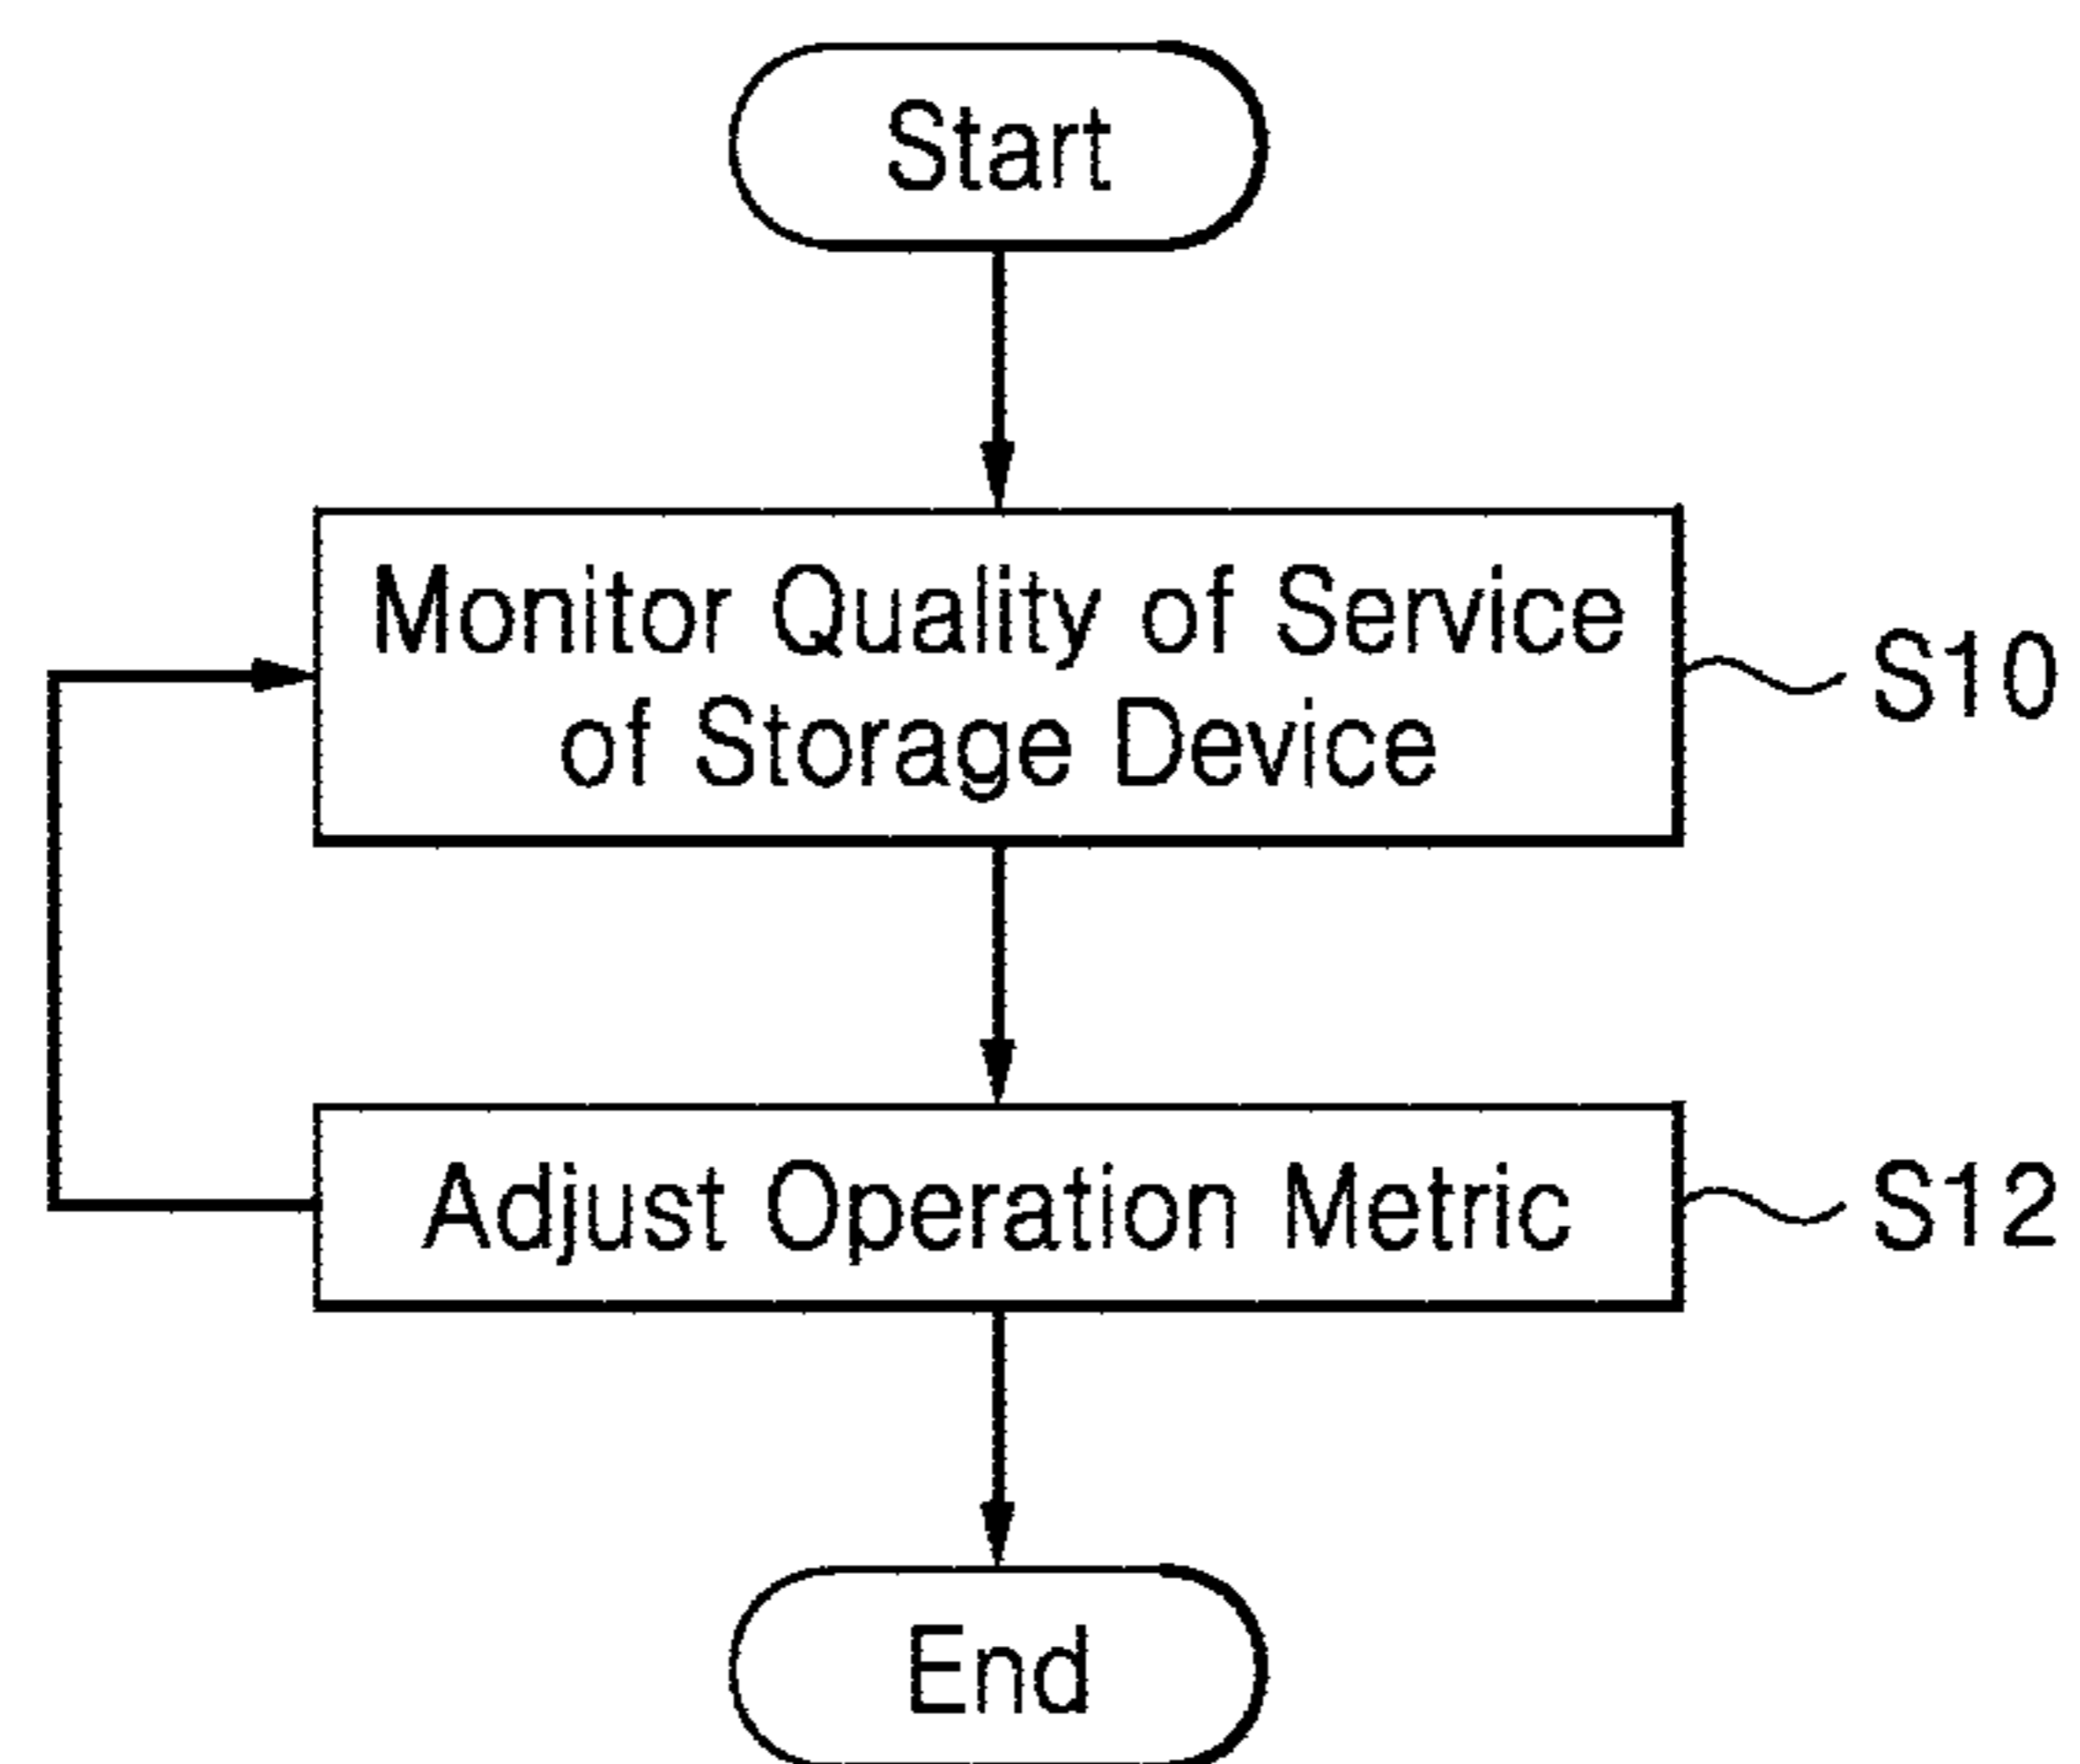 Start
Monitor Quality of Service
of Storage Device
S10
Adjust Operation Metric
S12
End